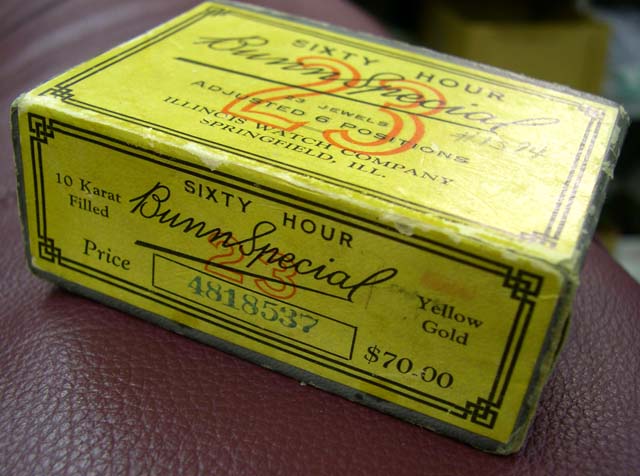 SIXTY HOUR
Bunn Special
23
23 JEWELS
ADJUSTED 6 POSITIONS
ILLINOIS WATCH COMPANY
SPRINGFIELD, ILL.
SIXTY HOUR
10 Karat
Filled
Bunn Special
23
Price
4818537
Yellow
Gold
$70.00